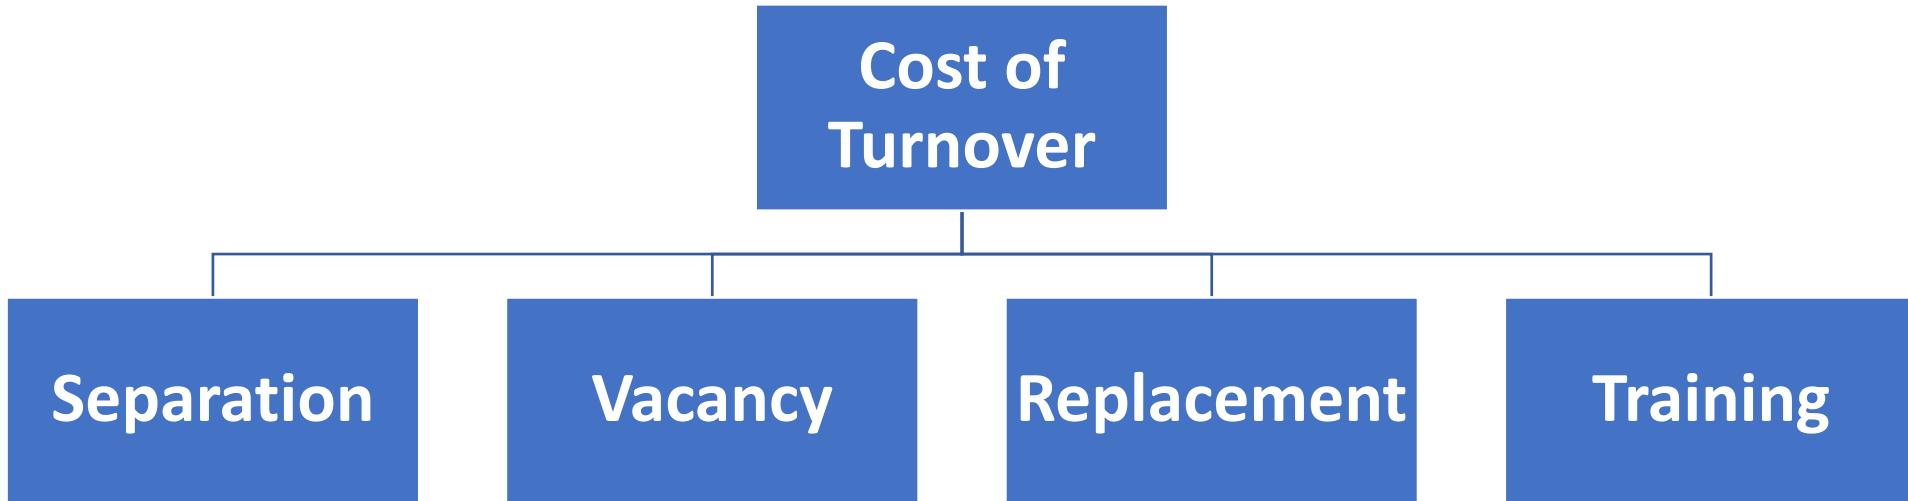 Cost of
Turnover
Separation
Vacancy
Replacement
Training